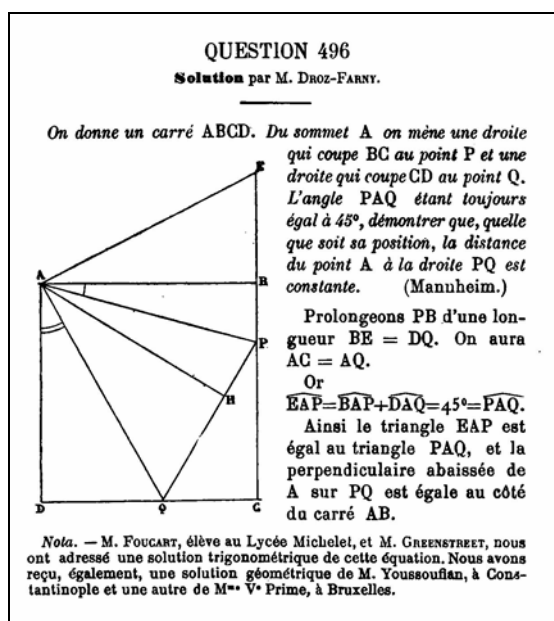 QUESTION 496
Solution par M. DROZ-FARNY.
On donne un carré ABCD. Du sommet A on mène une droite
qui coupe BC au point P et une
droite qui coupe CD au point Q.
L'angle PAQ étant toujours
égal à 45°, démontrer que, quelle
que soit sa position, la distance
du point A à la droite PQ est
constante. (Mannheim.)
Prolongeons PB d'une lon-
gueur BE = DQ. On aura
AC = AQ.
Or
EAP=BAP+DAQ=45°=PAQ.
Ainsi le triangle EAP est
égal au triangle PAQ, et la
perpendiculaire abaissée de
A sur PQ est égale au côté
du carré AB.
E
A
B
P
H
D
Q
C
Nota. — M. FOUCART, élève au Lycée Michelet, et M. GREENSTREET, nous
ont adressé une solution trigonométrique de cette équation. Nous avons
reçu, également, une solution géométrique de M. Youssoufian, à Cons-
tantinople et une autre de Mme Ve Prime, à Bruxelles.